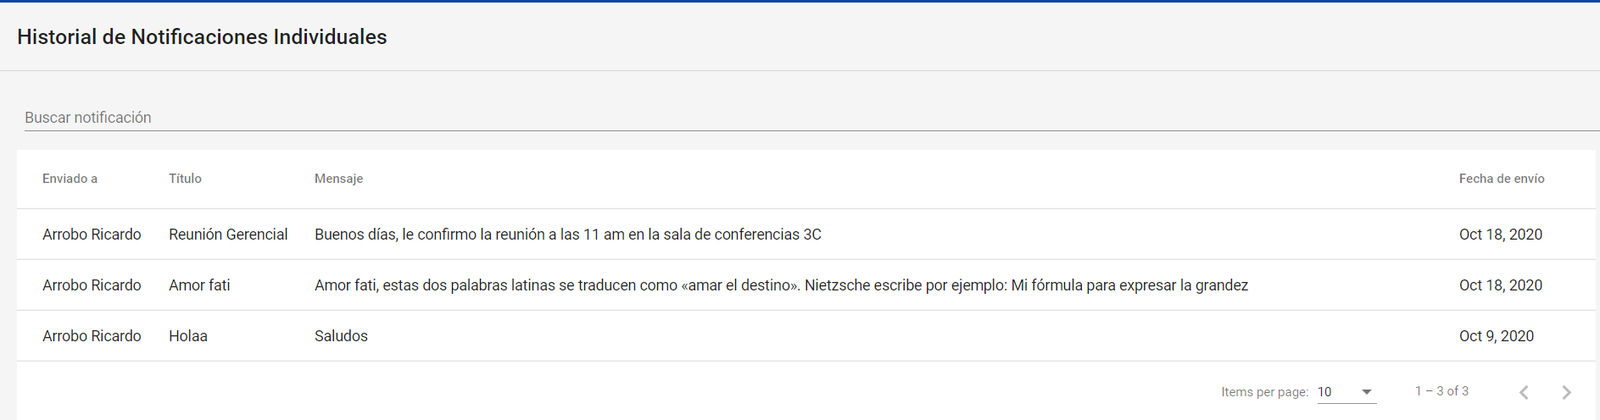 Historial de Notificaciones Individuales
Buscar notificación
Enviado a Título Mensaje Fecha de envío
Arrobo Ricardo Reunión Gerencial Buenos días, le confirmo la reunión a las 11 am en la sala de conferencias 3C Oct 18, 2020
Arrobo Ricardo Amor fati Amor fati, estas dos palabras latinas se traducen como «amar el destino». Nietzsche escribe por ejemplo: Mi fórmula para expresar la grandez Oct 18, 2020
Arrobo Ricardo Holaa Saludos Oct 9, 2020
Items per page: 10 1 – 3 of 3